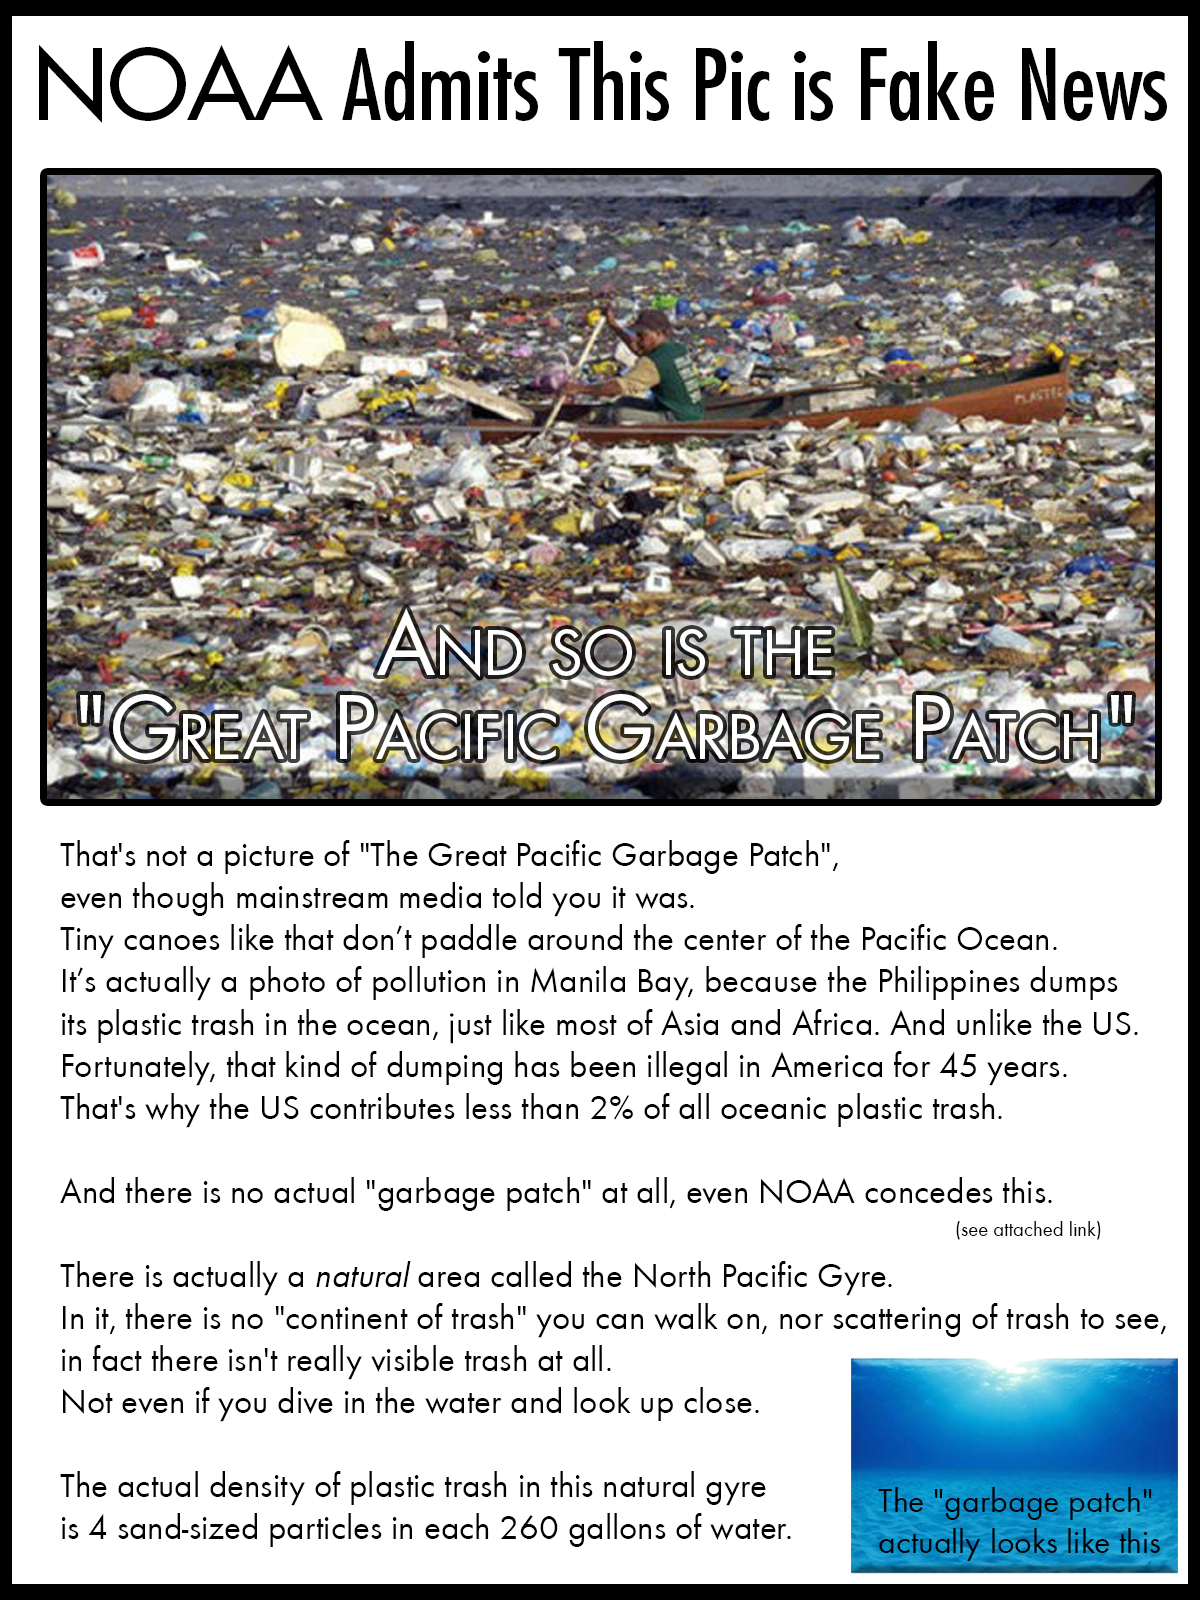 NOAA Admits This Pic is Fake News
PLASTEC
AND SO IS THE
"GREAT PACIFIC GARBAGE PATCH"
That's not a picture of "The Great Pacific Garbage Patch",
even though mainstream media told you it was.
Tiny canoes like that don’t paddle around the center of the Pacific Ocean.
It’s actually a photo of pollution in Manila Bay, because the Philippines dumps
its plastic trash in the ocean, just like most of Asia and Africa. And unlike the US.
Fortunately, that kind of dumping has been illegal in America for 45 years.
That's why the US contributes less than 2% of all oceanic plastic trash.
And there is no actual "garbage patch" at all, even NOAA concedes this.
(see attached link)
There is actually a natural area called the North Pacific Gyre.
In it, there is no "continent of trash" you can walk on, nor scattering of trash to see,
in fact there isn't really visible trash at all.
Not even if you dive in the water and look up close.
The actual density of plastic trash in this natural gyre
is 4 sand-sized particles in each 260 gallons of water.
The "garbage patch"
actually looks like this